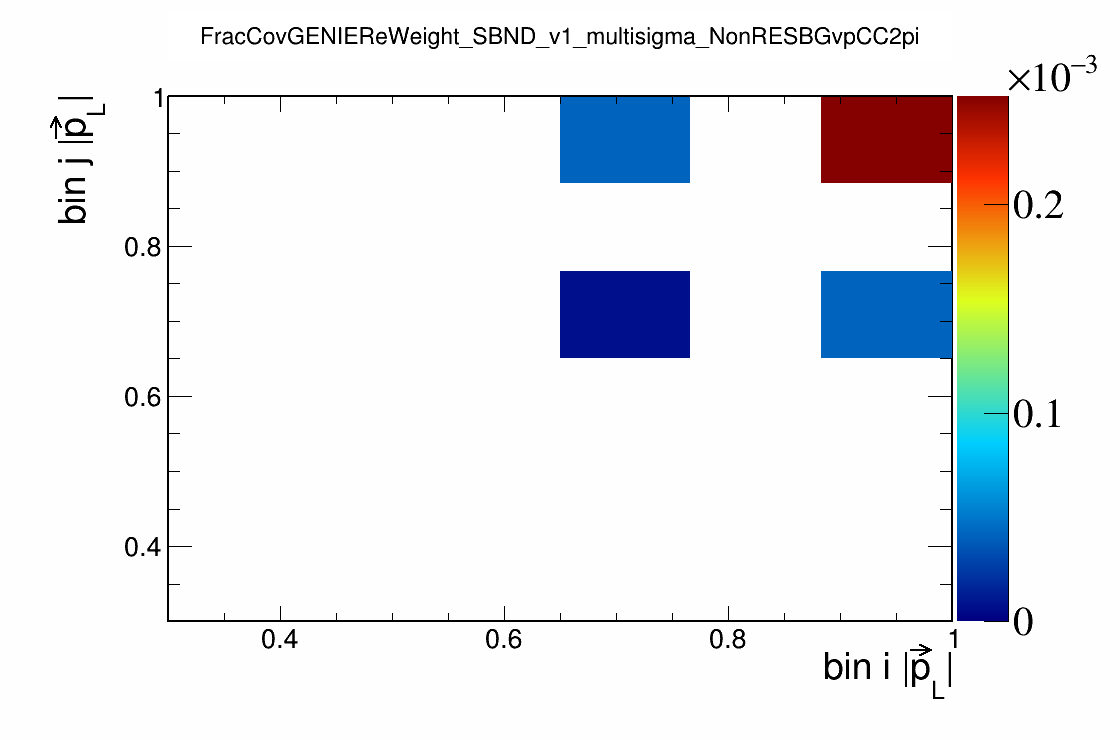 FracCovGENIEReWeight_SBND_v1_multisigma_NonRESBGvpCC2pi
×10⁻³
bin j |p⃗_L|
1
0.8
0.6
0.4
0.2
0.1
0
0.4 0.6 0.8 1
bin i |p⃗_L|